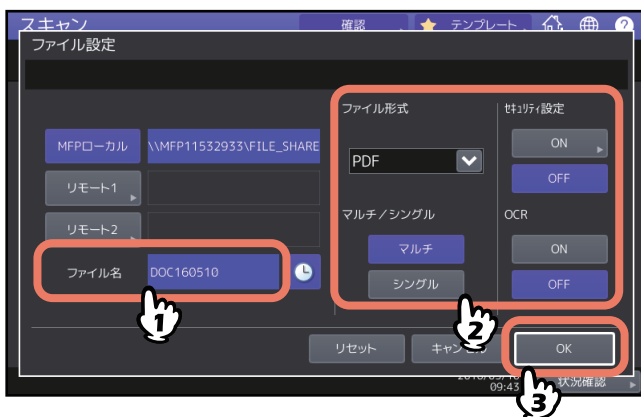 スキャン 確認 テンプレート ?
ファイル設定
ファイル形式 セキュリティ設定
MFPローカル \\MFP11532933\FILE_SHARE
ON
PDF
リモート1
OFF
リモート2
マルチ/シングル OCR
マルチ ON
ファイル名 DOC160510
シングル OFF
1
2
リセット OK
09:43 状況確認
3